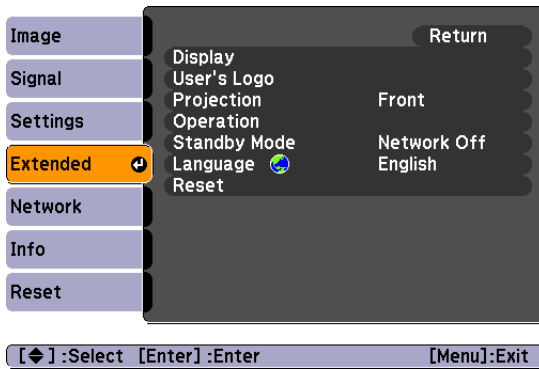 Image
Signal
Settings
Extended
Network
Info
Reset
Return
Display
User's Logo
Projection Front
Operation
Standby Mode Network Off
Language English
Reset
[◆] :Select [Enter] :Enter [Menu]:Exit